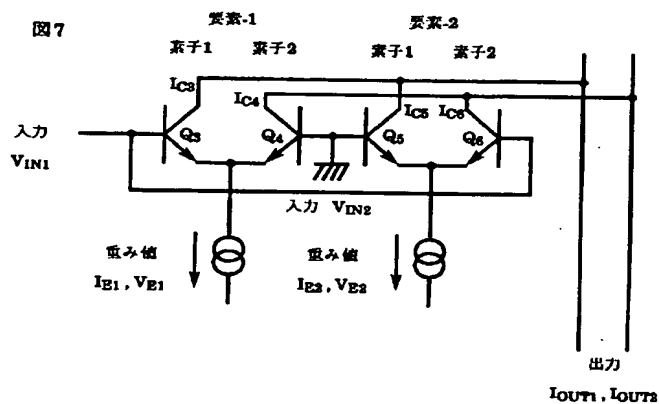 図7
要素-1 要素-2
素子1 素子2 素子1 素子2
IC3 IC4 IC5 IC6
入力 Q3 Q4 Q5 Q6
VIN1
入力 VIN2
重み値 重み値
IE1 , VE1 IE2 , VE2
出力
IOUT1 , IOUT2